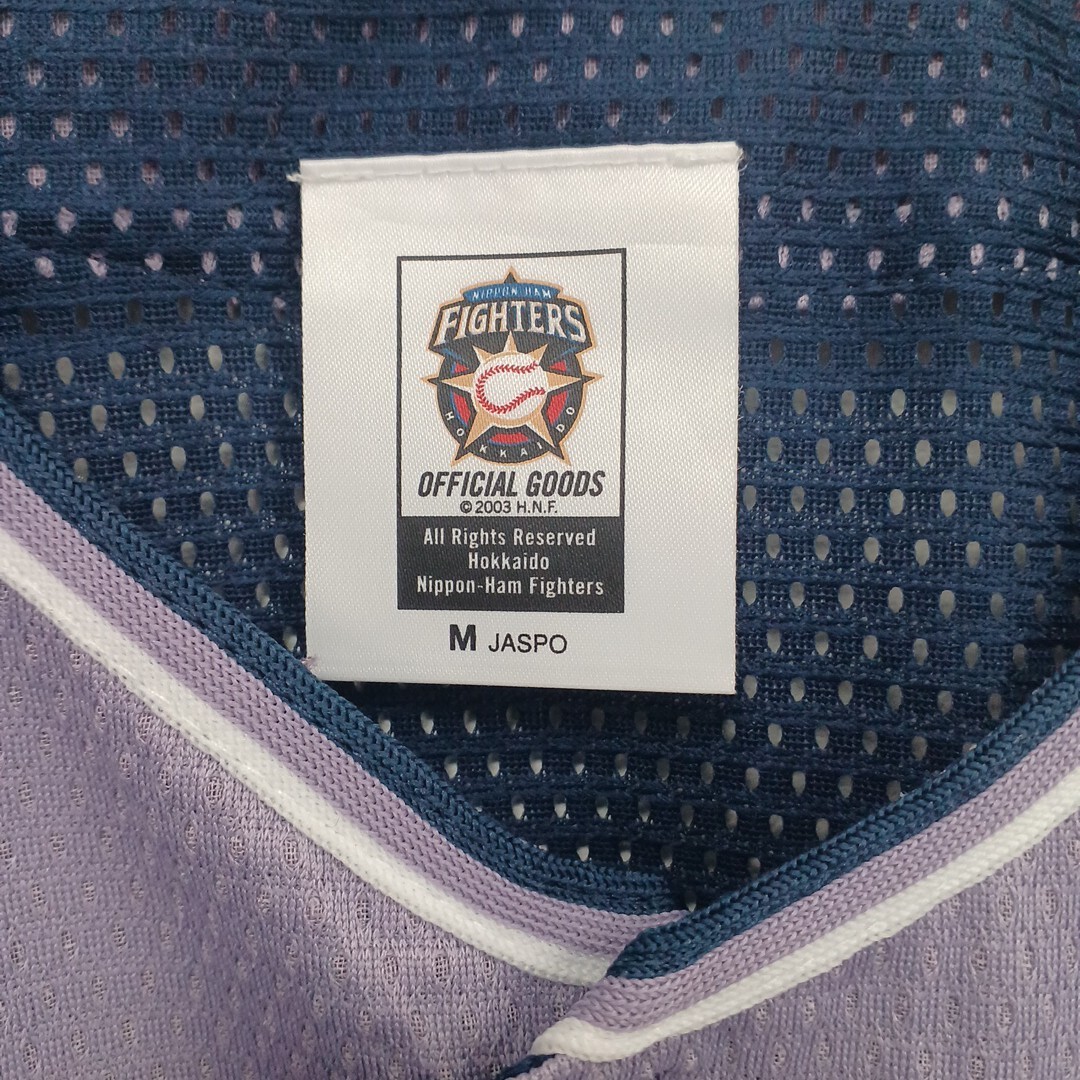 NIPPON HAM
FIGHTERS
HOKKAIDO
OFFICIAL GOODS
© 2003 H.N.F.
All Rights Reserved
Hokkaido
Nippon-Ham Fighters
M JASPO